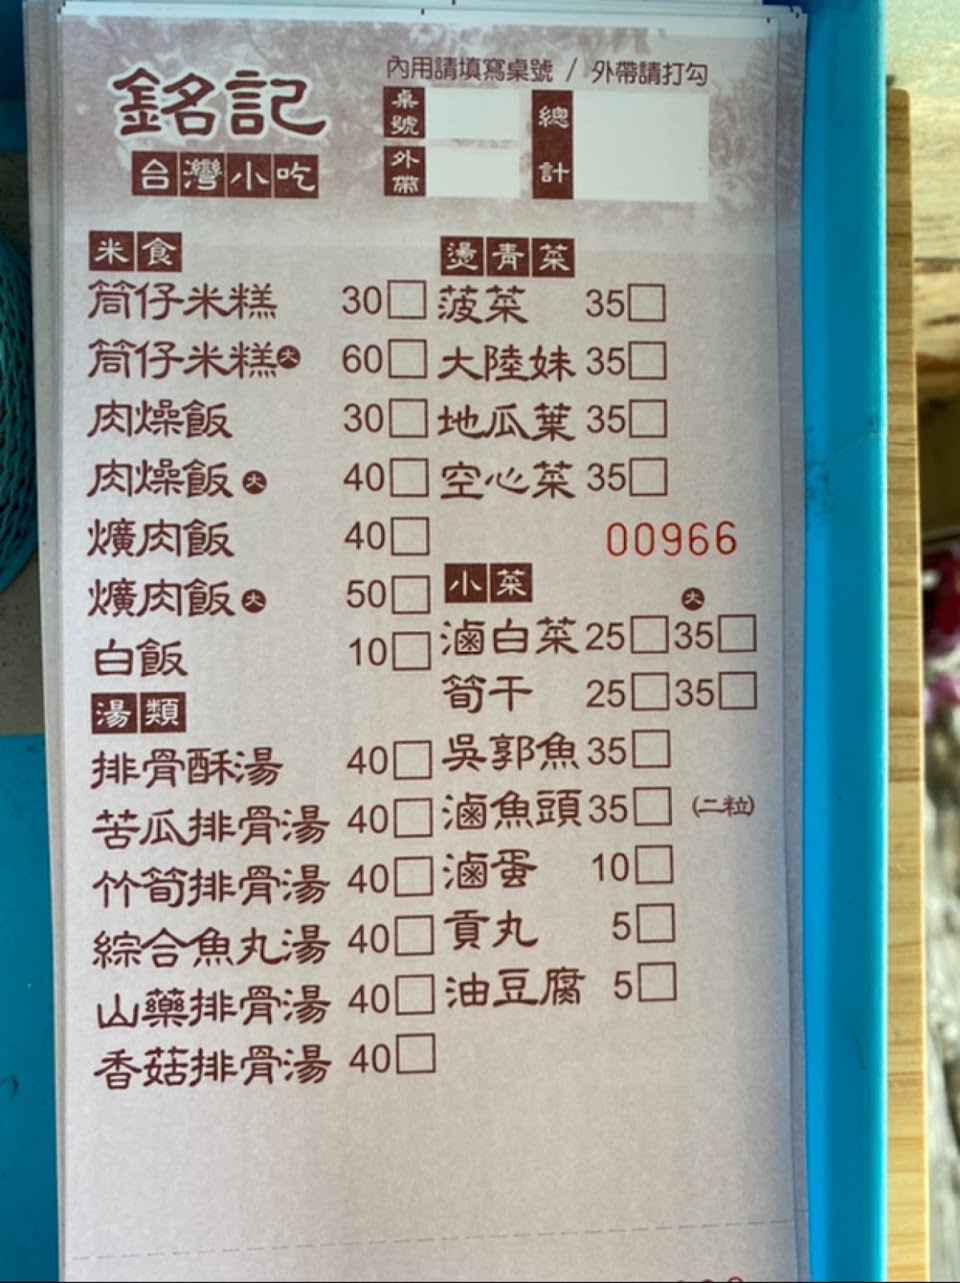 銘記
台灣小吃
內用請填寫桌號 / 外帶請打勾
桌號
外帶
總計
米食
筒仔米糕 30
筒仔米糕大 60
肉燥飯 30
肉燥飯大 40
爌肉飯 40
爌肉飯大 50
白飯 10
湯類
排骨酥湯 40
苦瓜排骨湯 40
竹筍排骨湯 40
綜合魚丸湯 40
山藥排骨湯 40
香菇排骨湯 40
燙青菜
菠菜 35
大陸妹 35
地瓜葉 35
空心菜 35
00966
小菜
大
滷白菜 25 35
筍干 25 35
吳郭魚 35
滷魚頭 35 (二粒)
滷蛋 10
貢丸 5
油豆腐 5